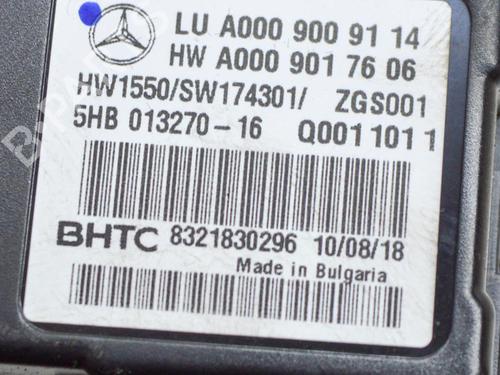 LU A000 900 91 14
HW A000 901 76 06
HW1550/SW174301/ ZGS001
5HB 013270-16 Q001 101 1
BHTC 8321830296 10/08/18
Made in Bulgaria